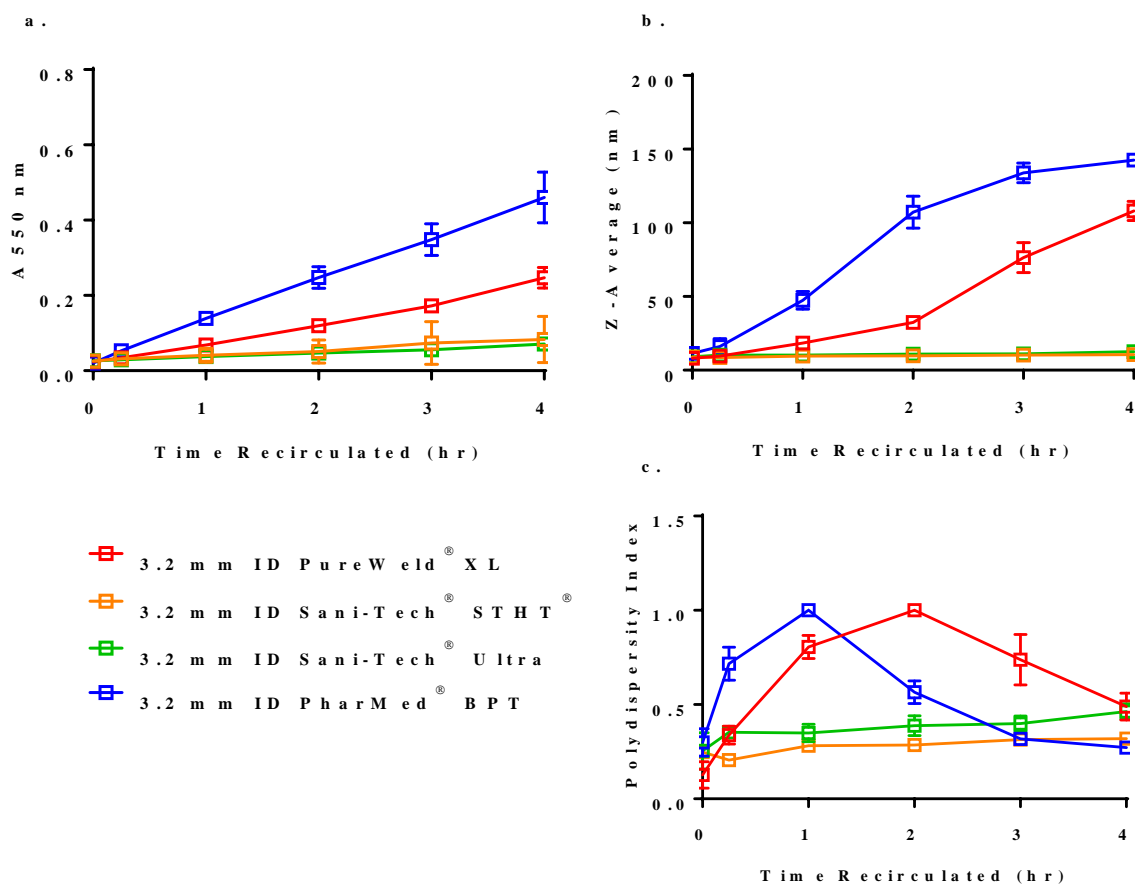 a.
0.8
0.6
0.4
0.2
0.0
A 550 nm
0 1 2 3 4
Time Recirculated (hr)
b.
200
150
100
50
0
Z-Average (nm)
0 1 2 3 4
Time Recirculated (hr)
3.2 mm ID PureWeld® XL
3.2 mm ID Sani-Tech® STHT®
3.2 mm ID Sani-Tech® Ultra
3.2 mm ID PharMed® BPT
c.
1.5
1.0
0.5
0.0
Polydispersity Index
0 1 2 3 4
Time Recirculated (hr)